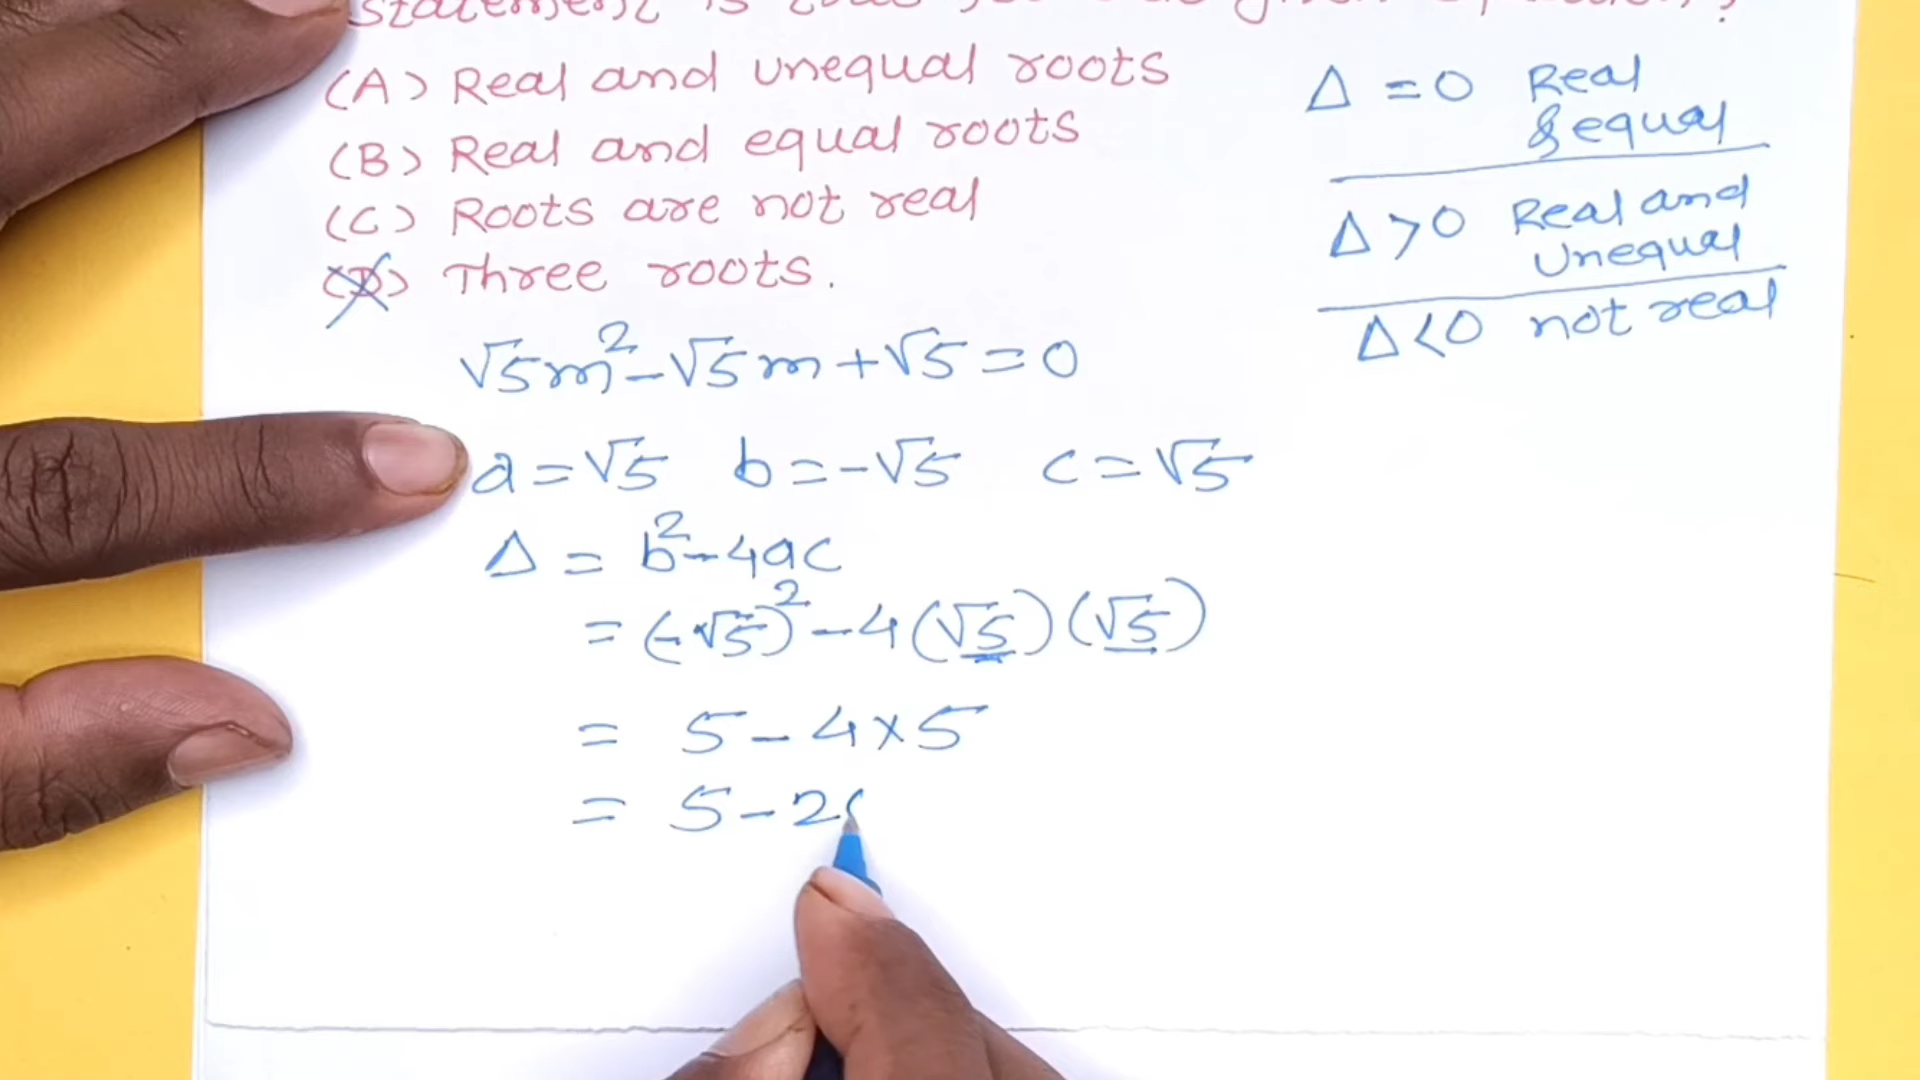 statement is
(A) Real and unequal roots
(B) Real and equal roots
(C) Roots are not real
(D) Three roots.
Δ = 0 Real
& equal
Δ > 0 Real and
Unequal
Δ < 0 not real
√5m² - √5m + √5 = 0
a = √5 b = -√5 c = √5
Δ = b² - 4ac
= (-√5)² - 4(√5)(√5)
= 5 - 4 × 5
= 5 - 2